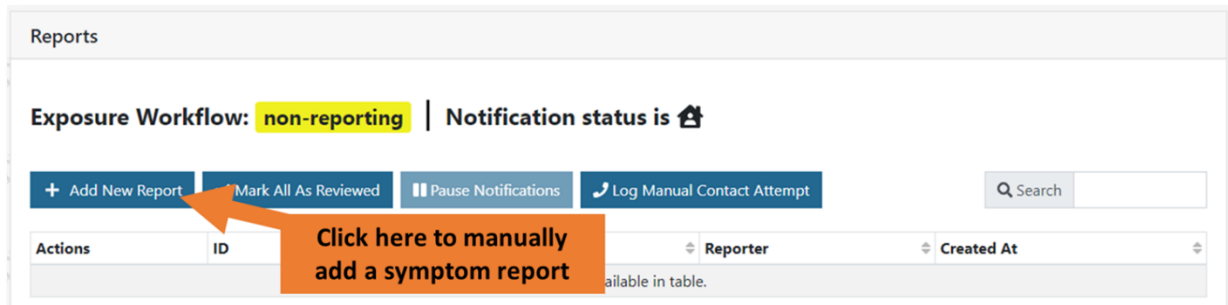 Reports
Exposure Workflow: non-reporting | Notification status is
+ Add New Report
Mark All As Reviewed
Pause Notifications
Log Manual Contact Attempt
Search
Click here to manually
add a symptom report
Actions ID Reporter Created At
available in table.